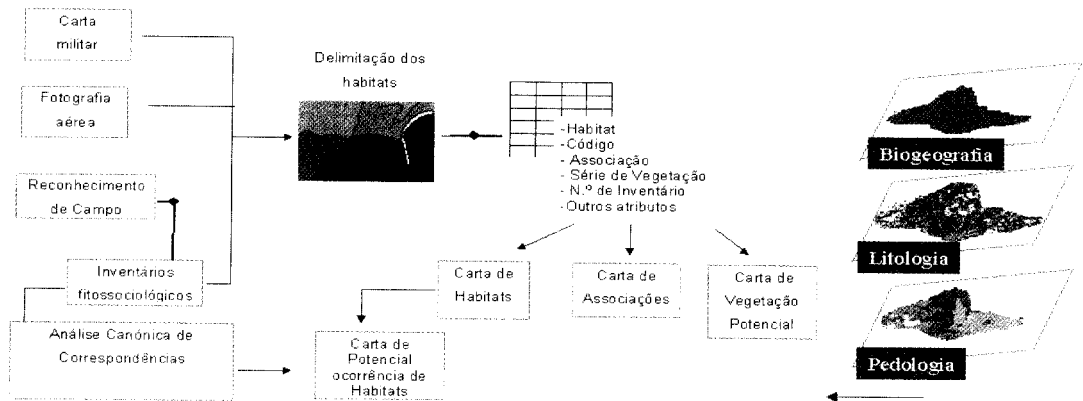 Carta
militar
Fotografia
aérea
Reconhecimento
de Campo
Inventários
fitossociológicos
Análise Canónica de
Correspondências
Delimitação dos
habitats
-Habitat
-Código
- Associação
-Série de Vegetação
-N.º de Inventário
-Outros atributos
Carta de
Habitats
Carta de
Associações
Carta de
Vegetação
Potencial
Carta de
Potencial
ocorrência de
Habitats
Biogeografia
Litologia
Pedologia